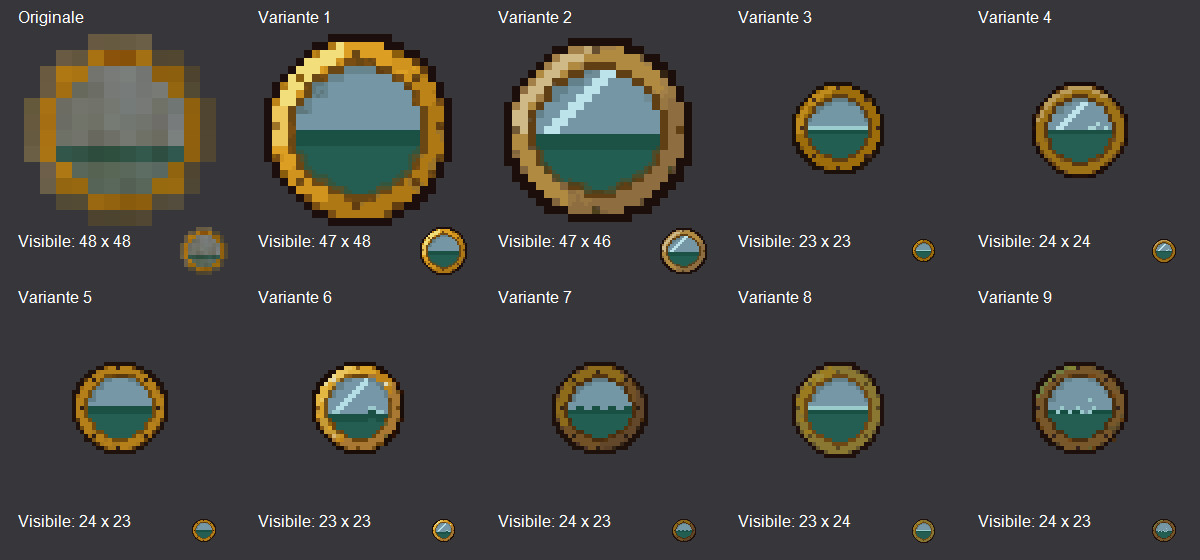 Originale
Variante 1
Variante 2
Variante 3
Variante 4
Visibile: 48 x 48
Visibile: 47 x 48
Visibile: 47 x 46
Visibile: 23 x 23
Visibile: 24 x 24
Variante 5
Variante 6
Variante 7
Variante 8
Variante 9
Visibile: 24 x 23
Visibile: 23 x 23
Visibile: 24 x 23
Visibile: 23 x 24
Visibile: 24 x 23